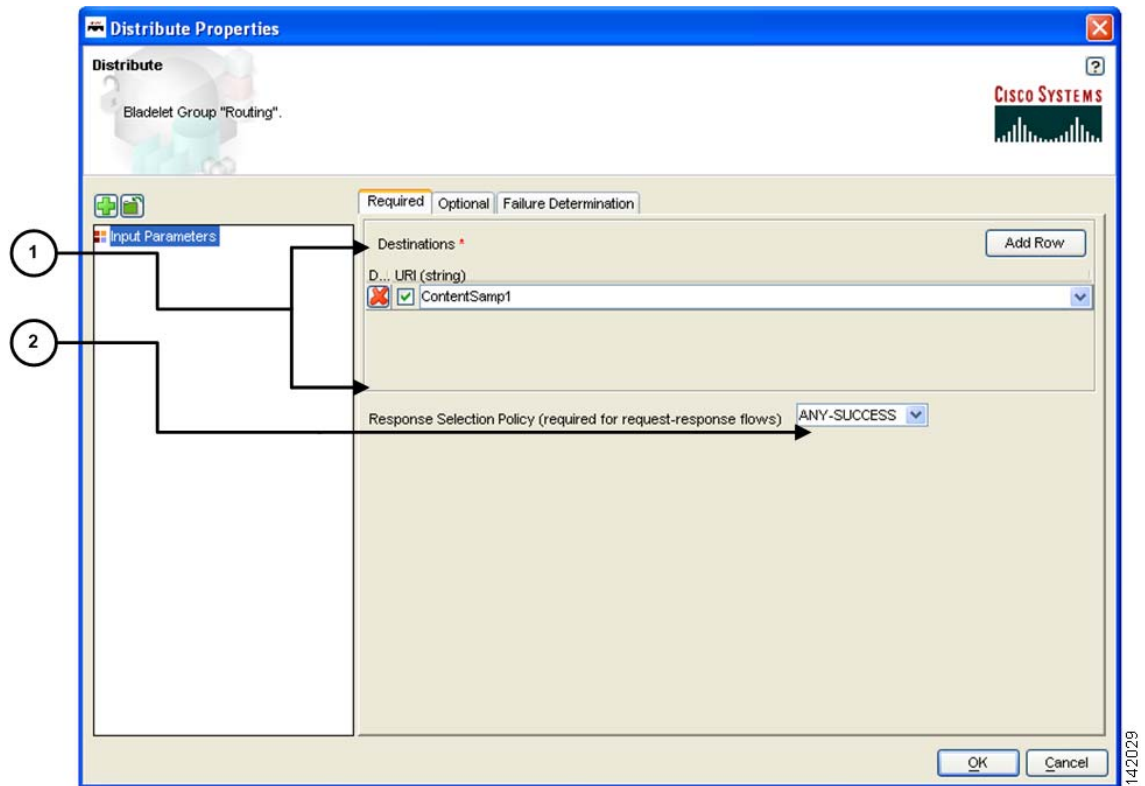 Distribute Properties
Distribute
Bladelet Group "Routing".
CISCO SYSTEMS
Required
Optional
Failure Determination
Input Parameters
1
Destinations *
Add Row
D... URI (string)
ContentSamp1
2
Response Selection Policy (required for request-response flows)
ANY-SUCCESS
OK
Cancel
142029